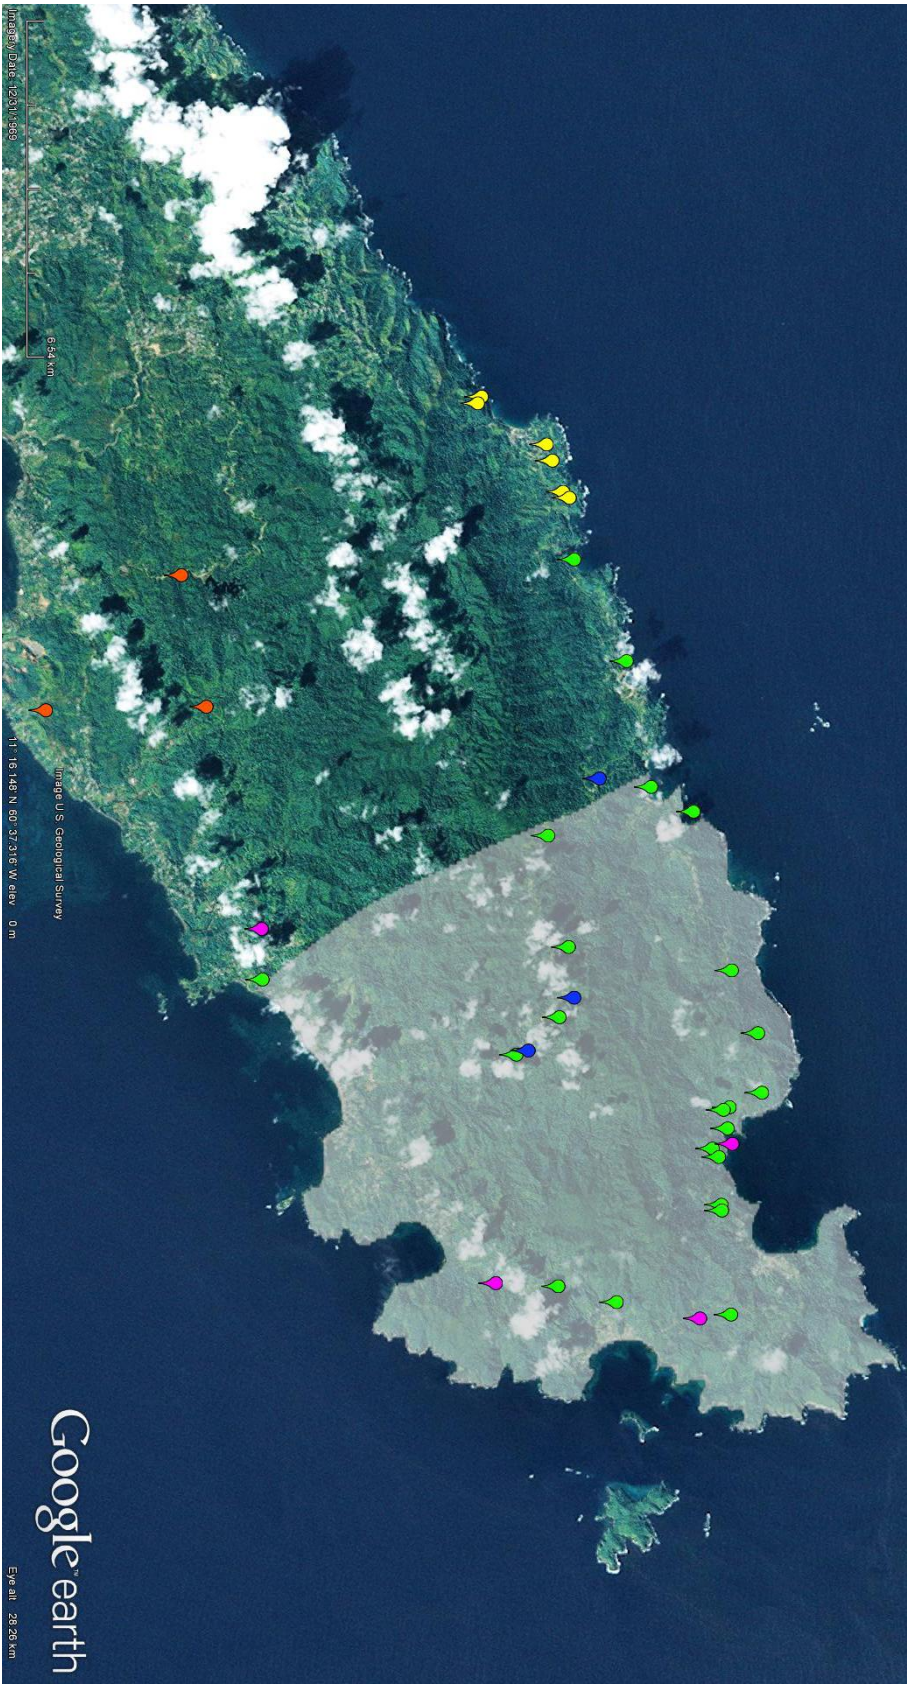 Imagery Date: 12/31/1969
6.54 km
Image U.S. Geological Survey
11° 16.148' N 60° 37.316' W elev 0 m
Google™ earth
Eye alt 28.26 km